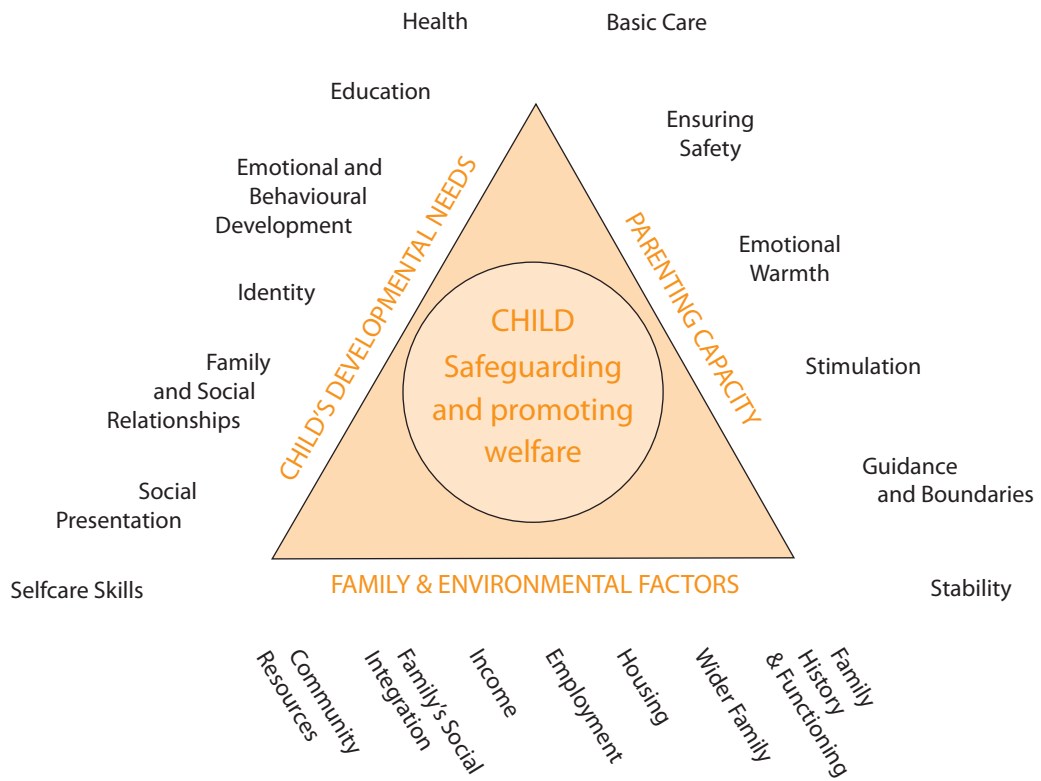 Health
Basic Care
Education
Ensuring
Safety
Emotional and
Behavioural
Development
Emotional
Warmth
Identity
Stimulation
Family
and Social
Relationships
Guidance
and Boundaries
Social
Presentation
Selfcare Skills
Stability
CHILD'S DEVELOPMENTAL NEEDS
PARENTING CAPACITY
CHILD
Safeguarding
and promoting
welfare
FAMILY & ENVIRONMENTAL FACTORS
Community
Resources
Family's Social
Integration
Income
Employment
Housing
Wider Family
Family
History
& Functioning